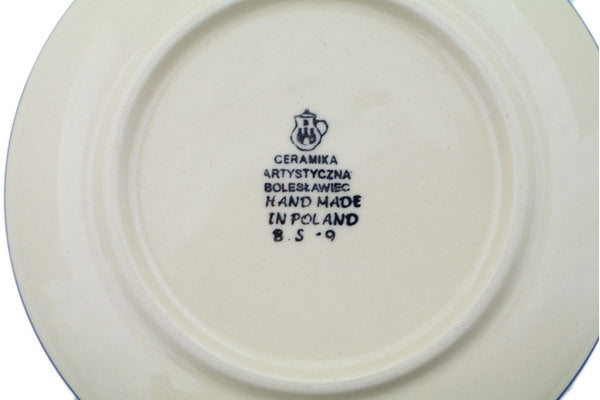 CERAMIKA
ARTYSTYCZNA
BOLESŁAWIEC
HAND MADE
IN POLAND
B.S-9